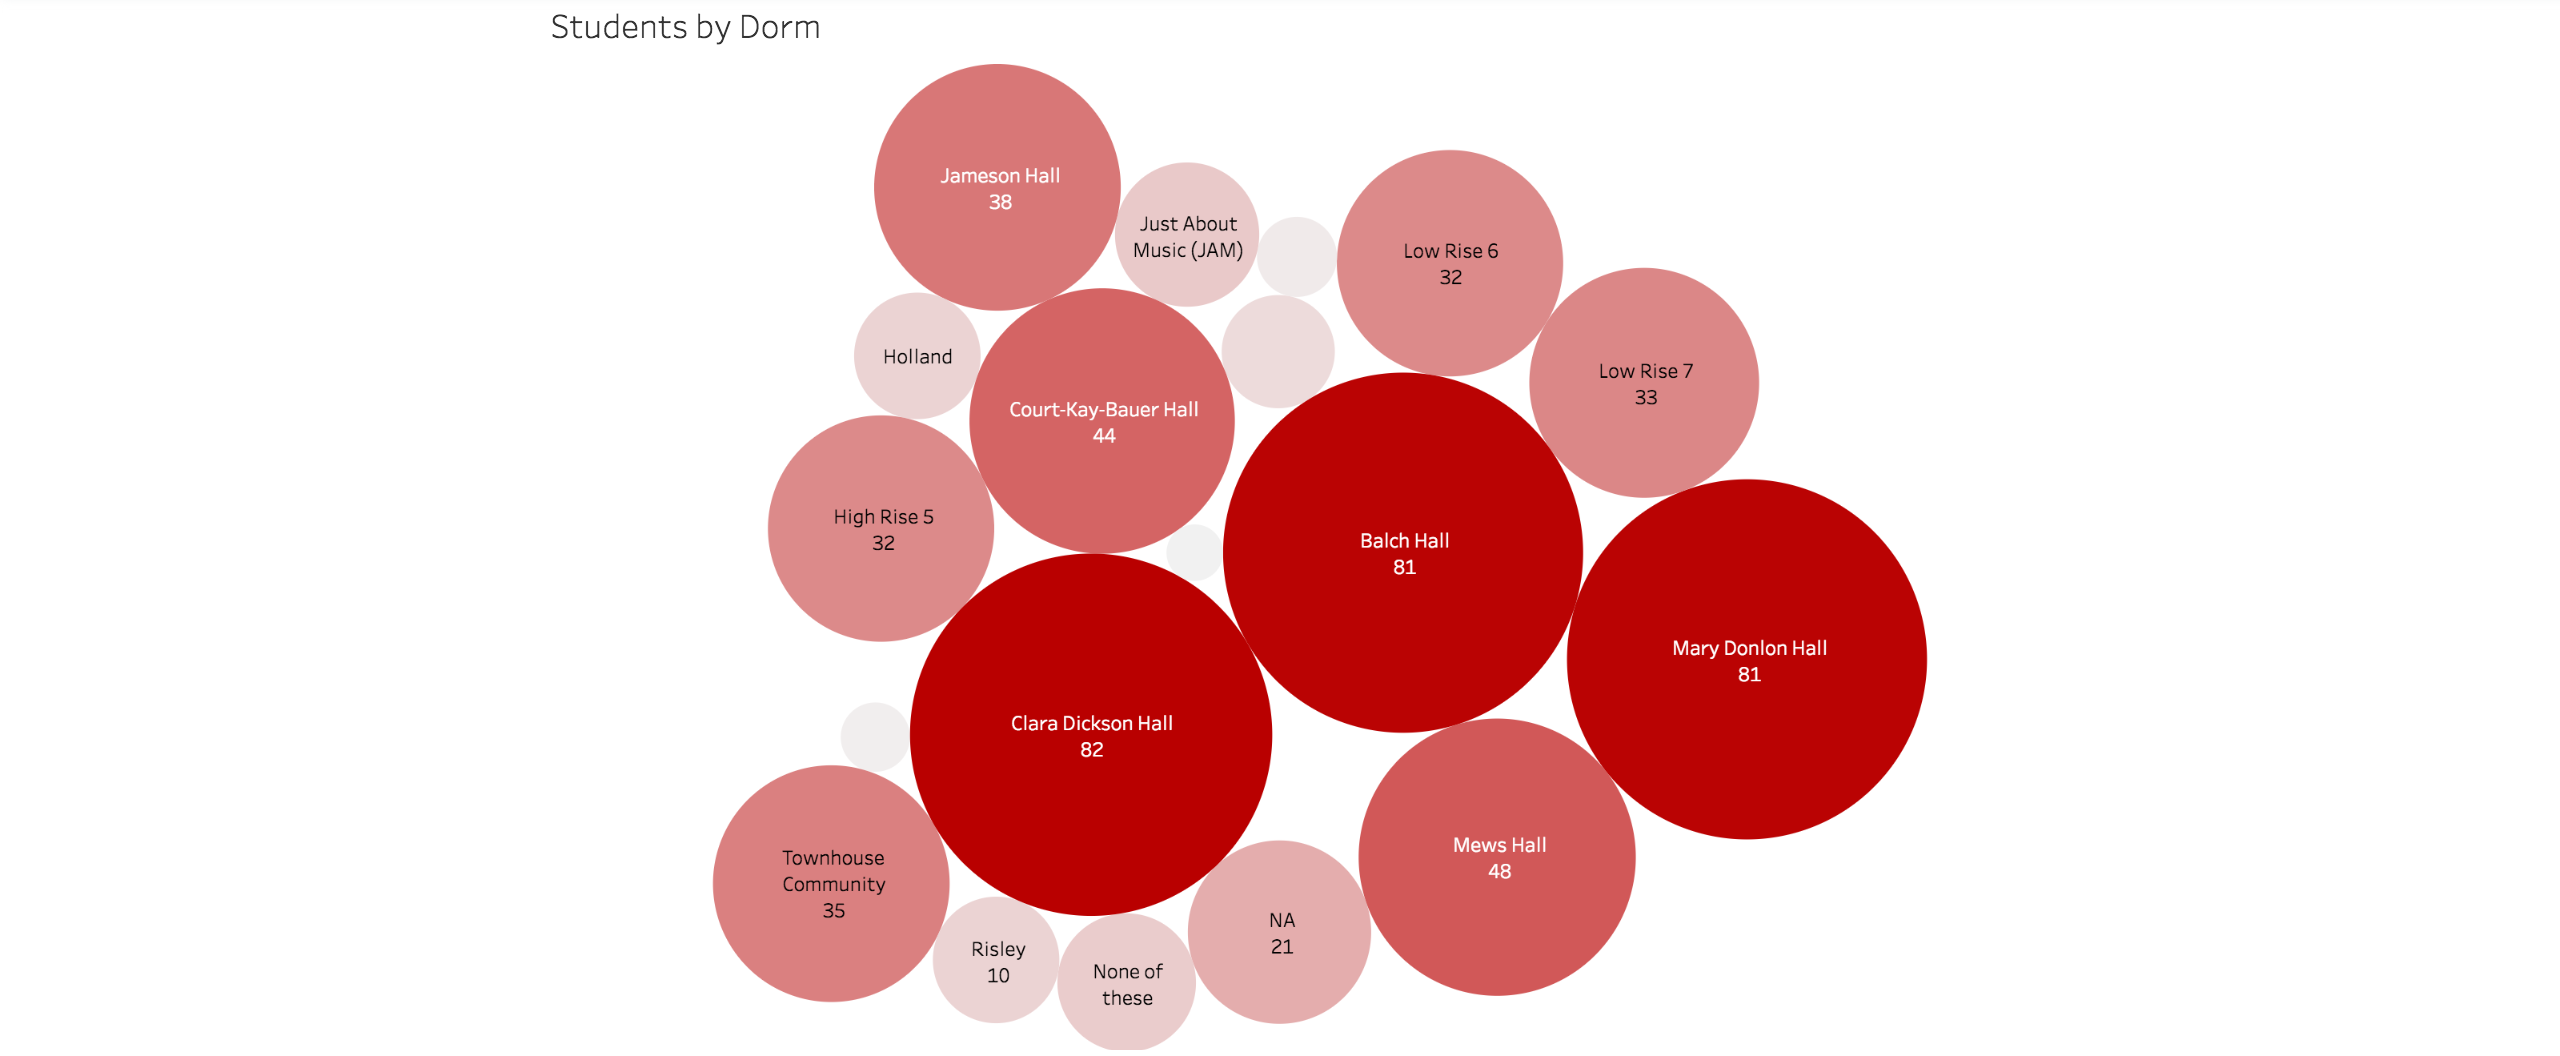 Students by Dorm
Jameson Hall
38
Just About
Music (JAM)
Low Rise 6
32
Low Rise 7
33
Holland
Court-Kay-Bauer Hall
44
High Rise 5
32
Balch Hall
81
Mary Donlon Hall
81
Clara Dickson Hall
82
Mews Hall
48
Townhouse
Community
35
NA
21
Risley
10
None of
these